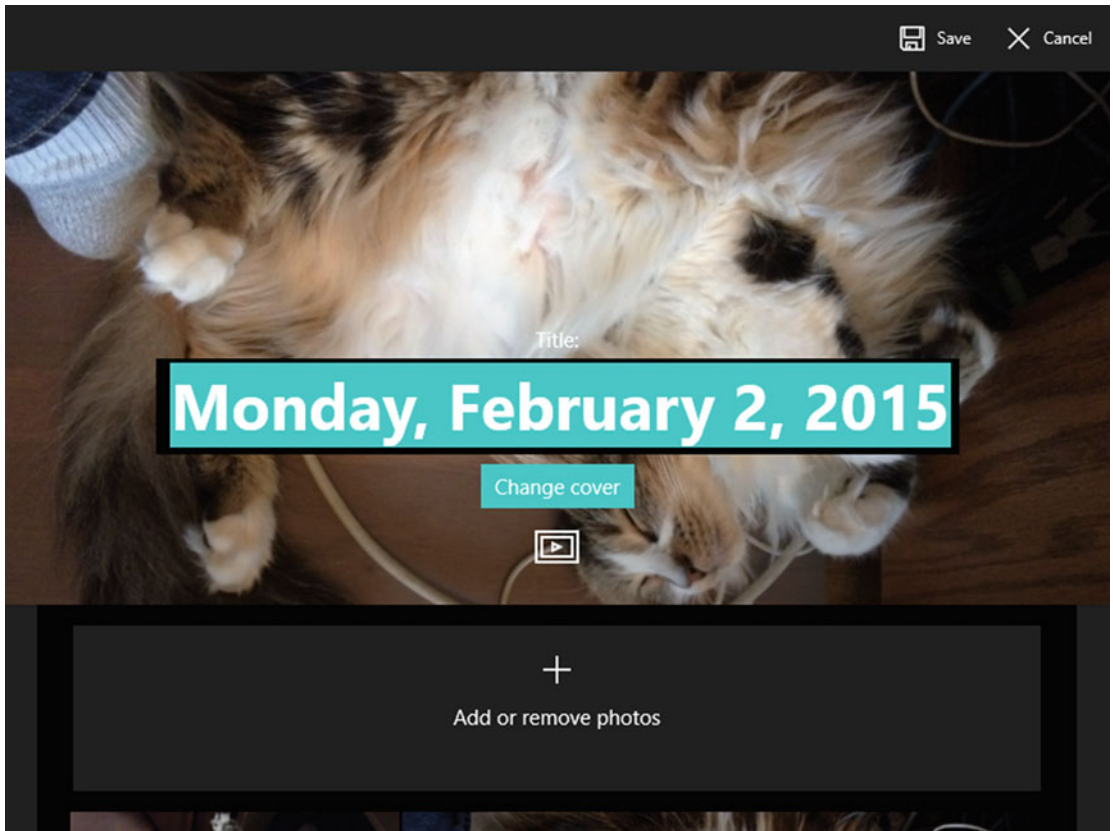 Save Cancel
Title:
Monday, February 2, 2015
Change cover
Add or remove photos